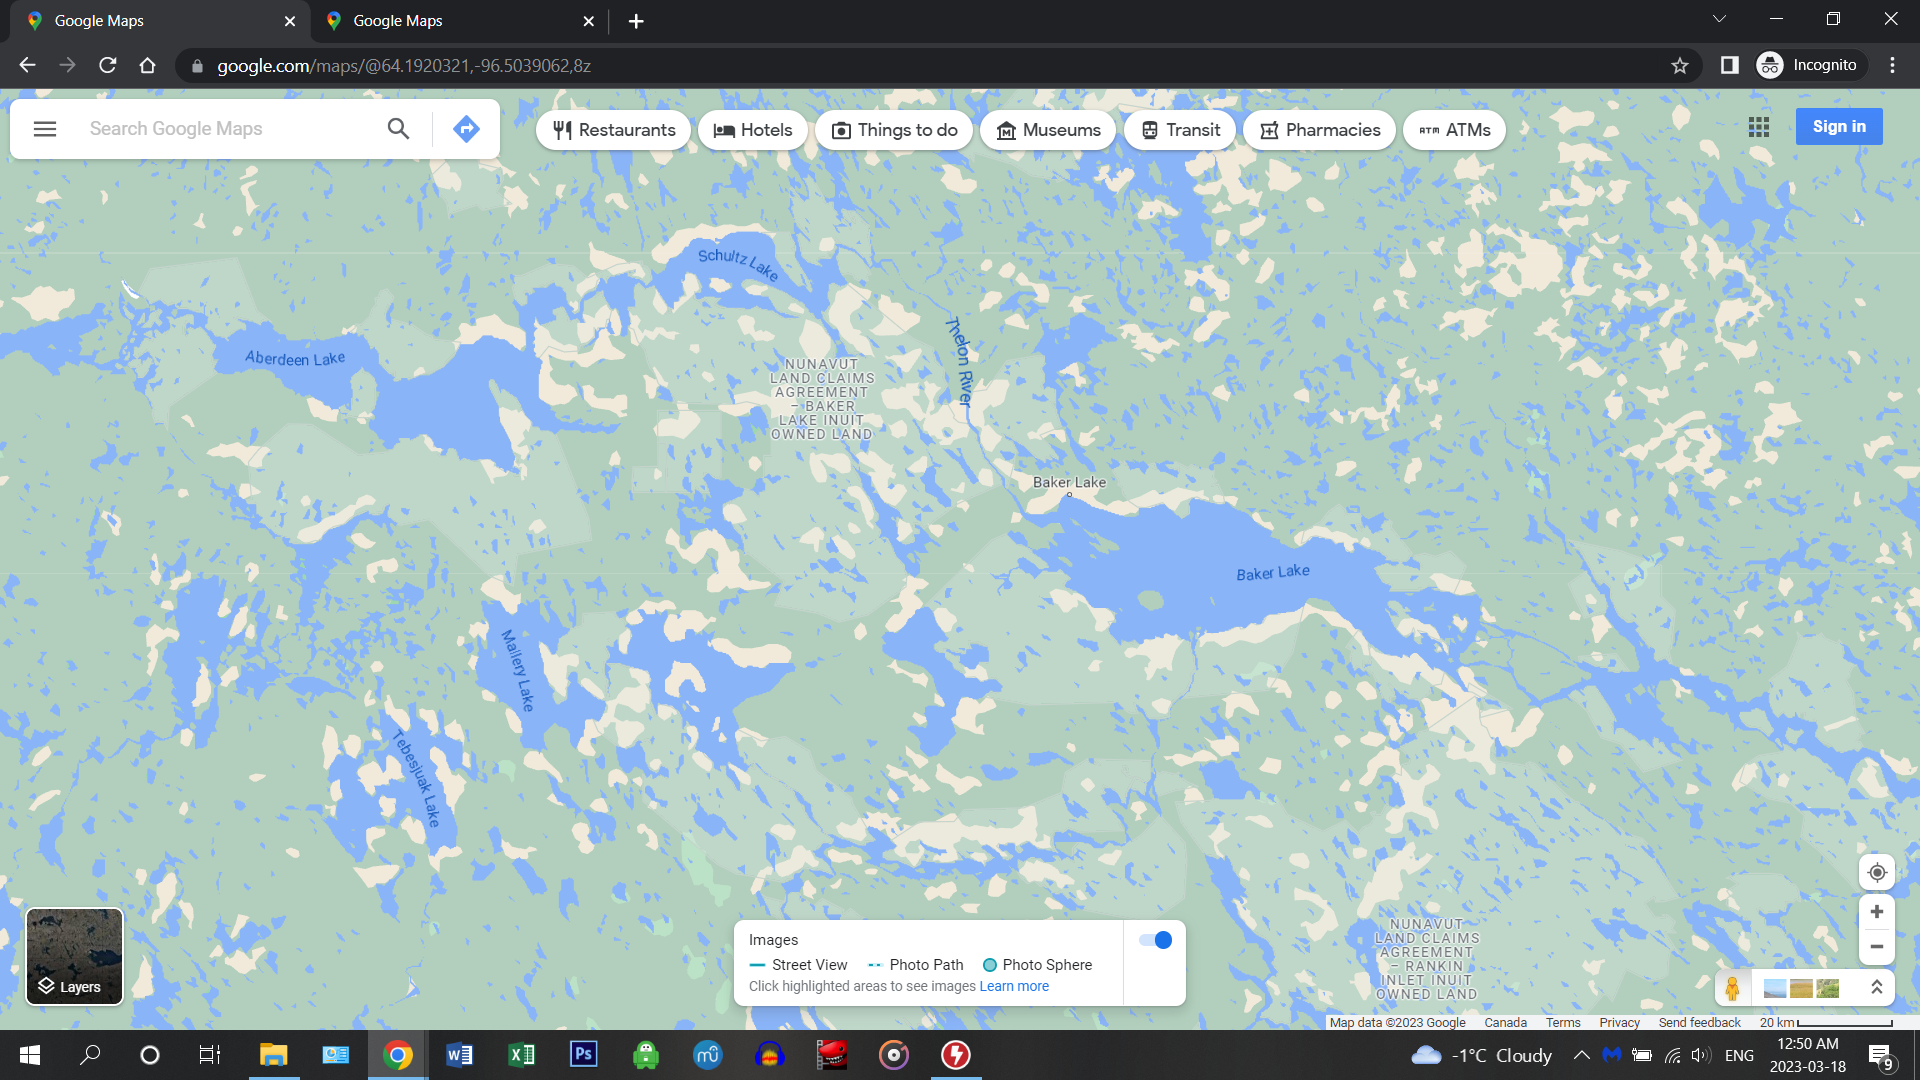 Google Maps
Google Maps
google.com/maps/@64.1920321,-96.5039062,8z
Incognito
Search Google Maps
Restaurants
Hotels
Things to do
Museums
Transit
Pharmacies
ATM ATMs
Sign in
Schultz Lake
Aberdeen Lake
Thelon River
NUNAVUT
LAND CLAIMS
AGREEMENT
– BAKER
LAKE INUIT
OWNED LAND
Baker Lake
Baker Lake
Mallery Lake
Tebesjuak Lake
NUNAVUT
LAND CLAIMS
AGREEMENT
– RANKIN
INLET INUIT
OWNED LAND
Layers
Images
Street View
Photo Path
Photo Sphere
Click highlighted areas to see images Learn more
Map data ©2023 Google
Canada
Terms
Privacy
Send feedback
20 km
W
X
Ps
mu
-1°C Cloudy
ENG
12:50 AM
2023-03-18
9